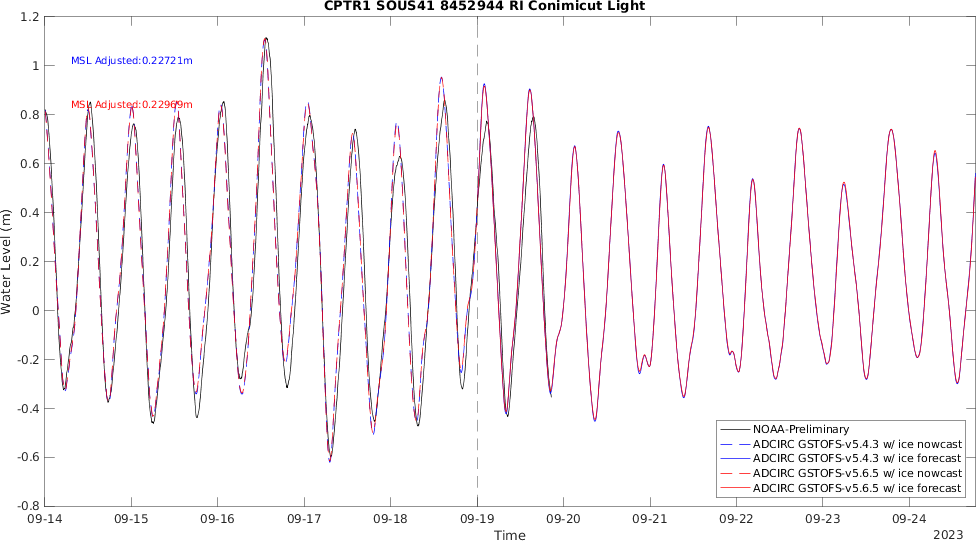 CPTR1 SOUS41 8452944 RI Conimicut Light
1.2
1
0.8
0.6
0.4
0.2
0
-0.2
-0.4
-0.6
-0.8
Water Level (m)
MSL Adjusted:0.22721m
MSL Adjusted:0.22969m
NOAA-Preliminary
ADCIRC GSTOFS-v5.4.3 w/ ice nowcast
ADCIRC GSTOFS-v5.4.3 w/ ice forecast
ADCIRC GSTOFS-v5.6.5 w/ ice nowcast
ADCIRC GSTOFS-v5.6.5 w/ ice forecast
09-14 09-15 09-16 09-17 09-18 09-19 09-20 09-21 09-22 09-23 09-24
Time
2023